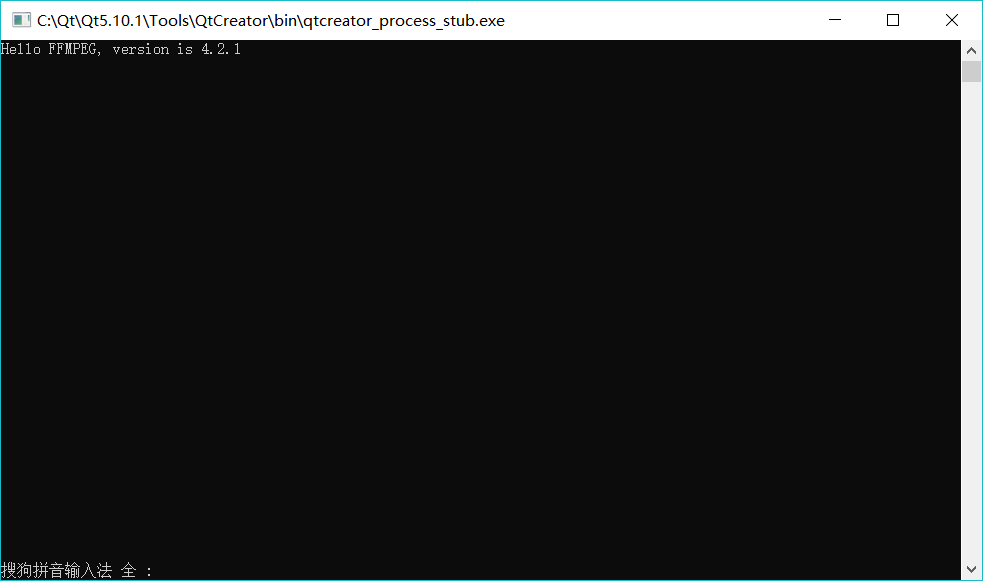 C:\Qt\Qt5.10.1\Tools\QtCreator\bin\qtcreator_process_stub.exe
Hello FFMPEG, version is 4.2.1
搜狗拼音输入法 全 :